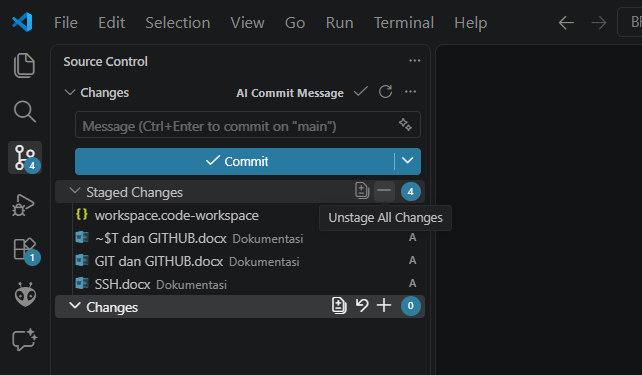 File Edit Selection View Go Run Terminal Help
Source Control
Changes AI Commit Message
Message (Ctrl+Enter to commit on "main")
Commit
Staged Changes 4
Unstage All Changes
{} workspace.code-workspace
~$T dan GITHUB.docx Dokumentasi A
GIT dan GITHUB.docx Dokumentasi A
SSH.docx Dokumentasi A
Changes 0
4
1